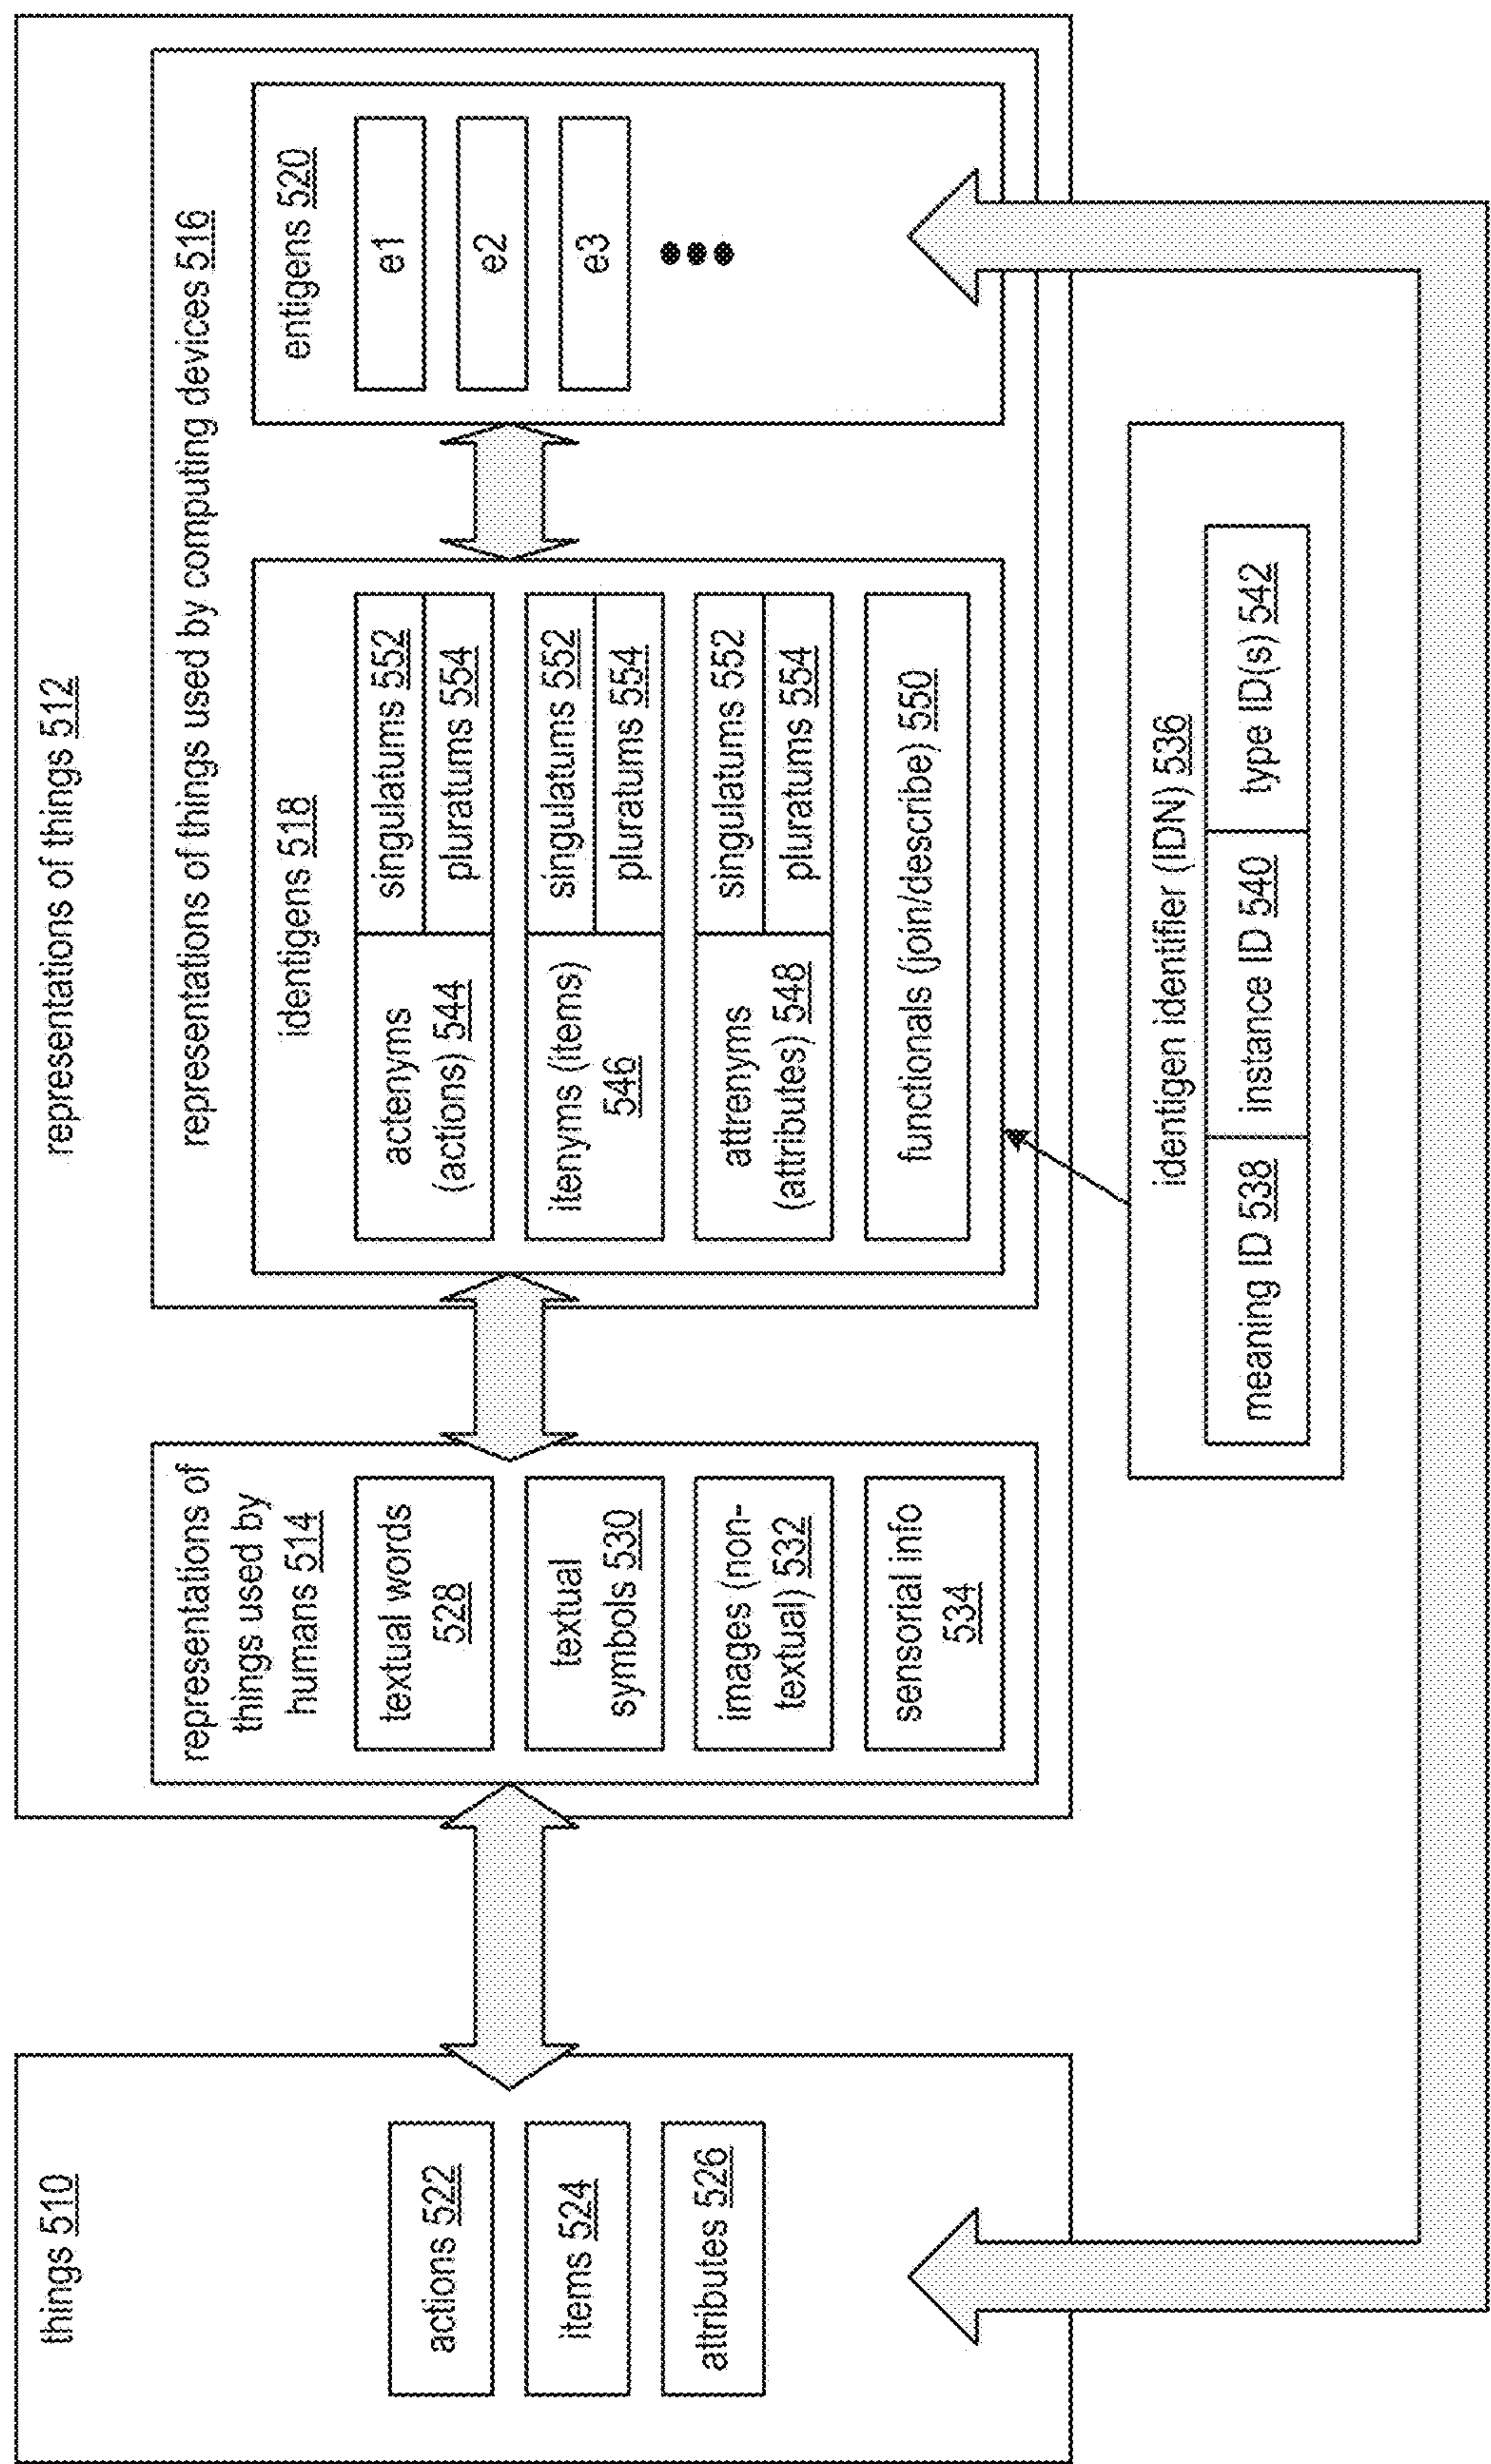 things 510
actions 522
items 524
attributes 526
representations of things 512
representations of
things used by
humans 514
textual words
528
textual
symbols 530
images (non-
textual) 532
sensorial info
534
representations of things used by computing devices 516
identigens 518
actenyms
(actions) 544
singulatums 552
pluratums 554
itenyms (items)
546
singulatums 552
pluratums 554
attrenyms
(attributes) 548
singulatums 552
pluratums 554
functionals (join/describe) 550
entigens 520
e1
e2
e3
identigen identifier (IDN) 536
meaning ID 538
instance ID 540
type ID(s) 542